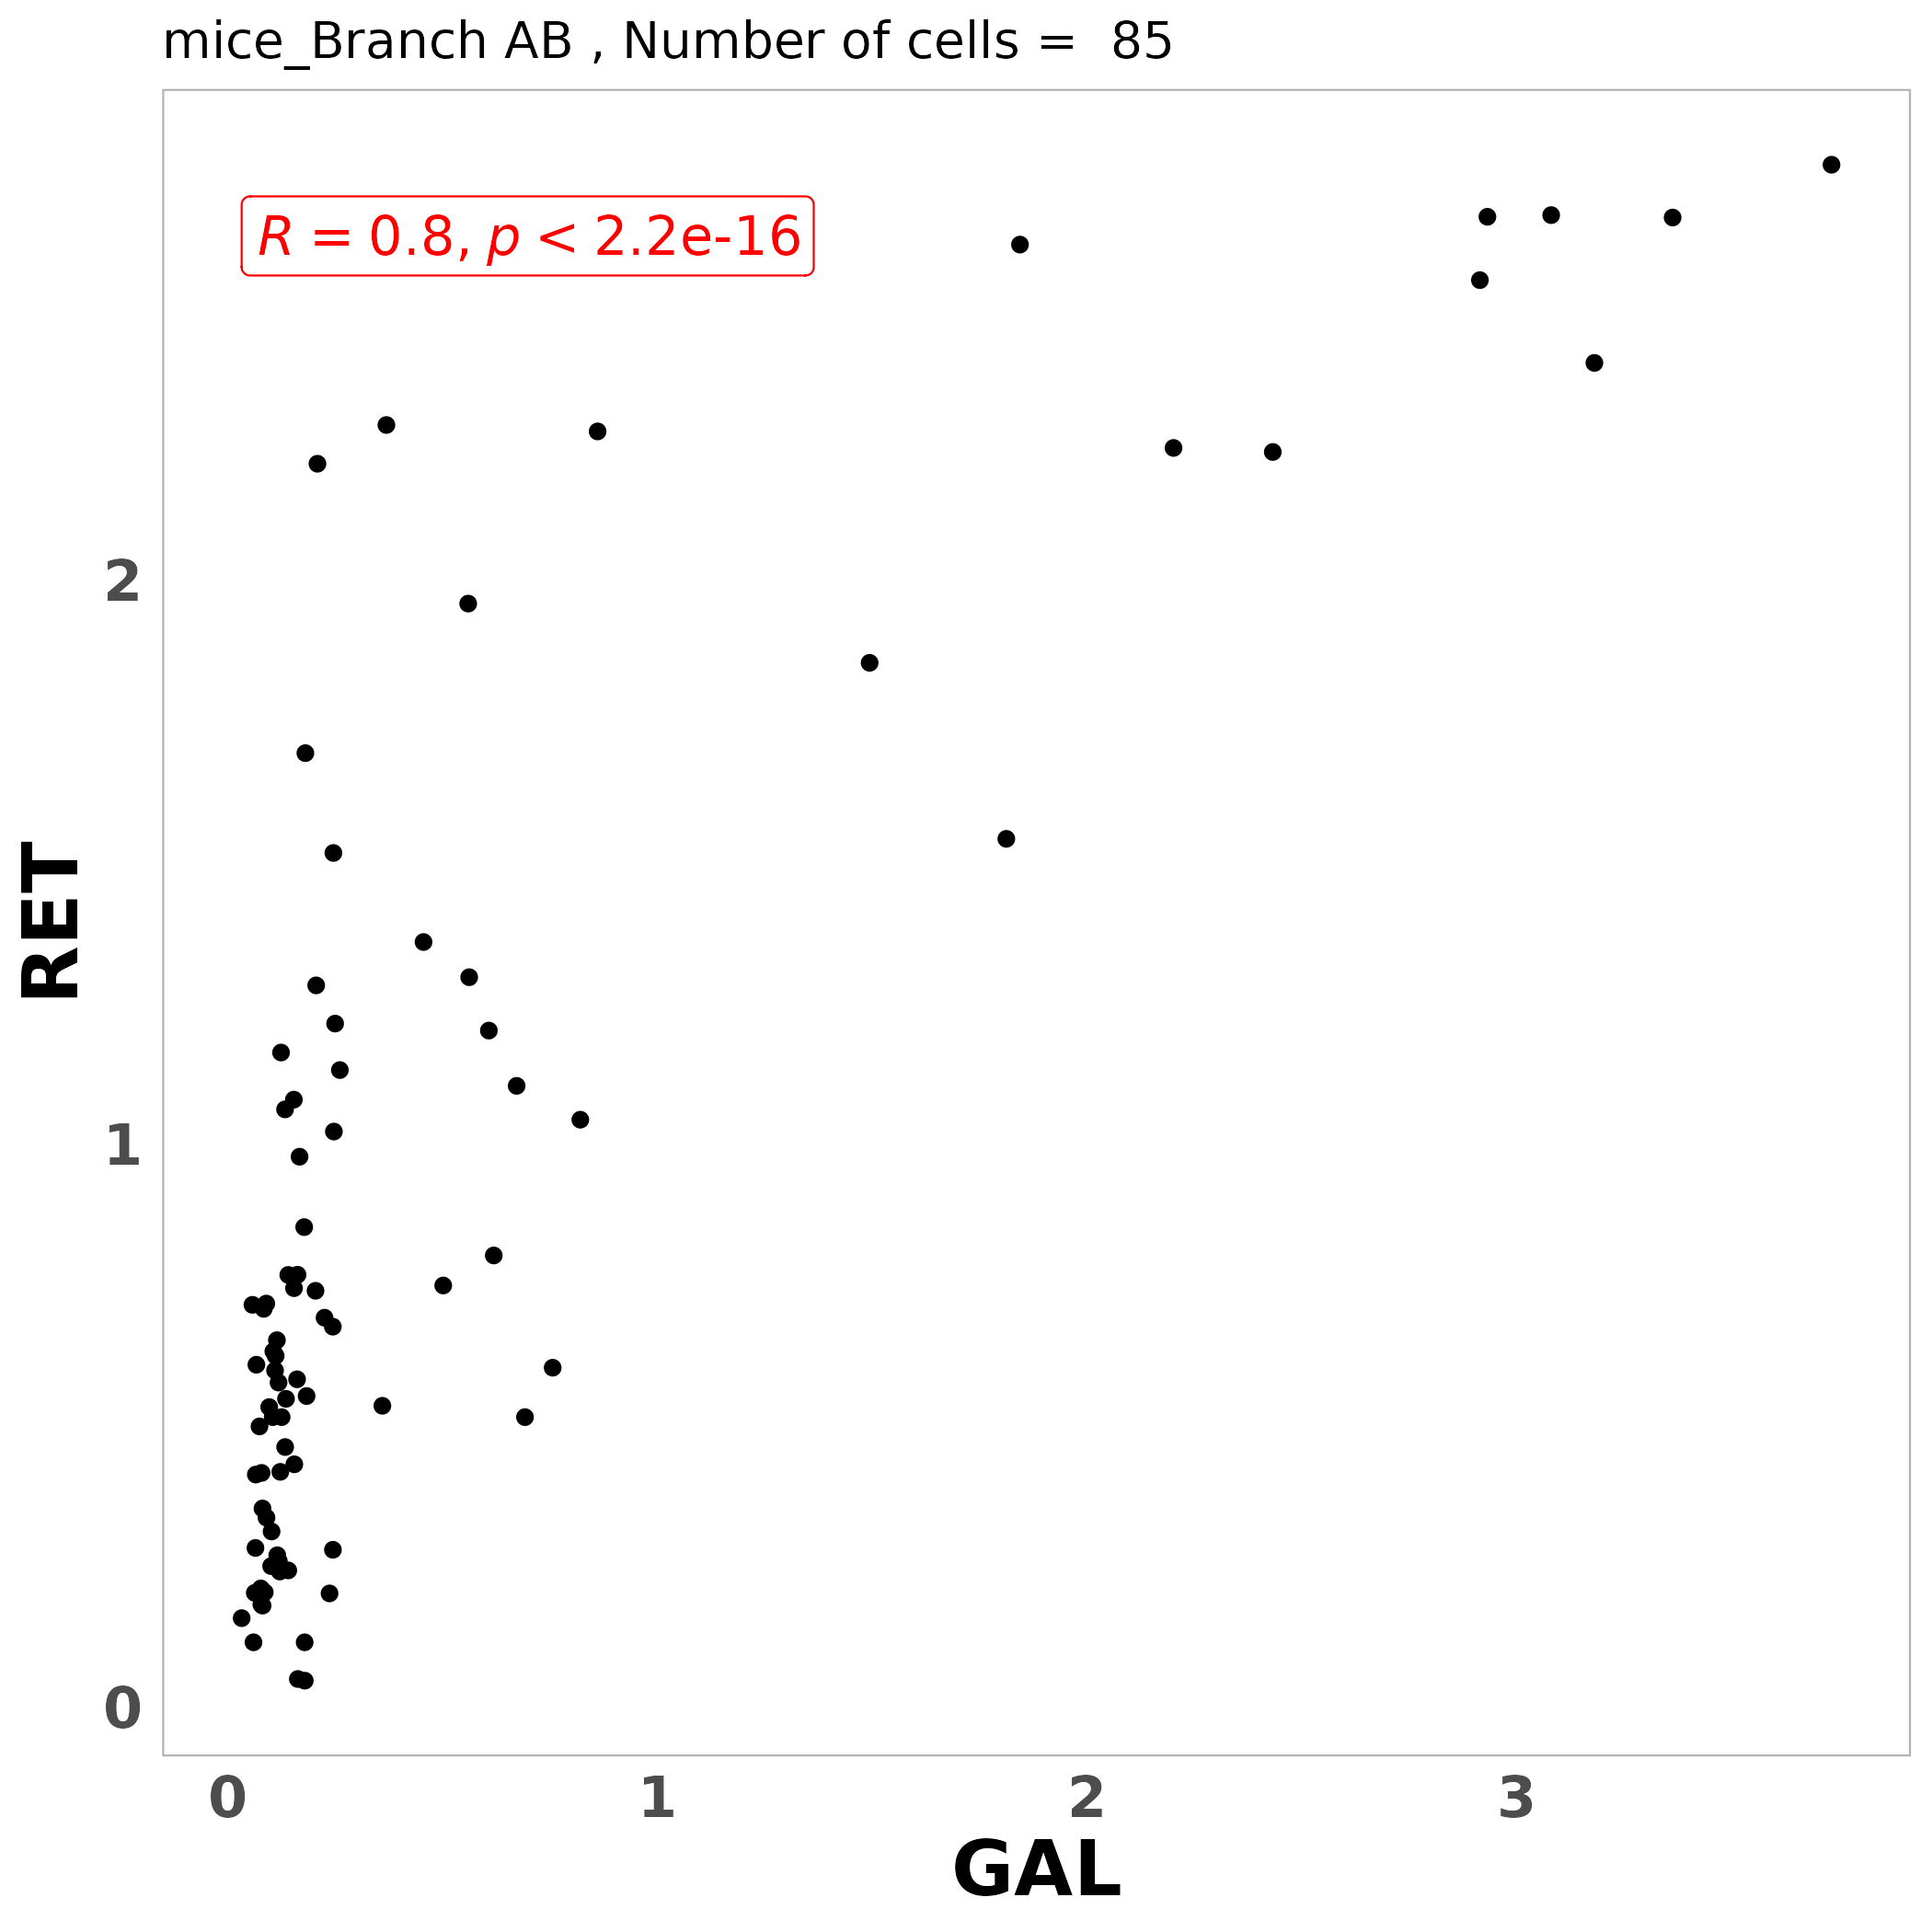 mice_Branch AB , Number of cells =  85
R = 0.8, p < 2.2e-16
2
1
0
RET
0 1 2 3
GAL